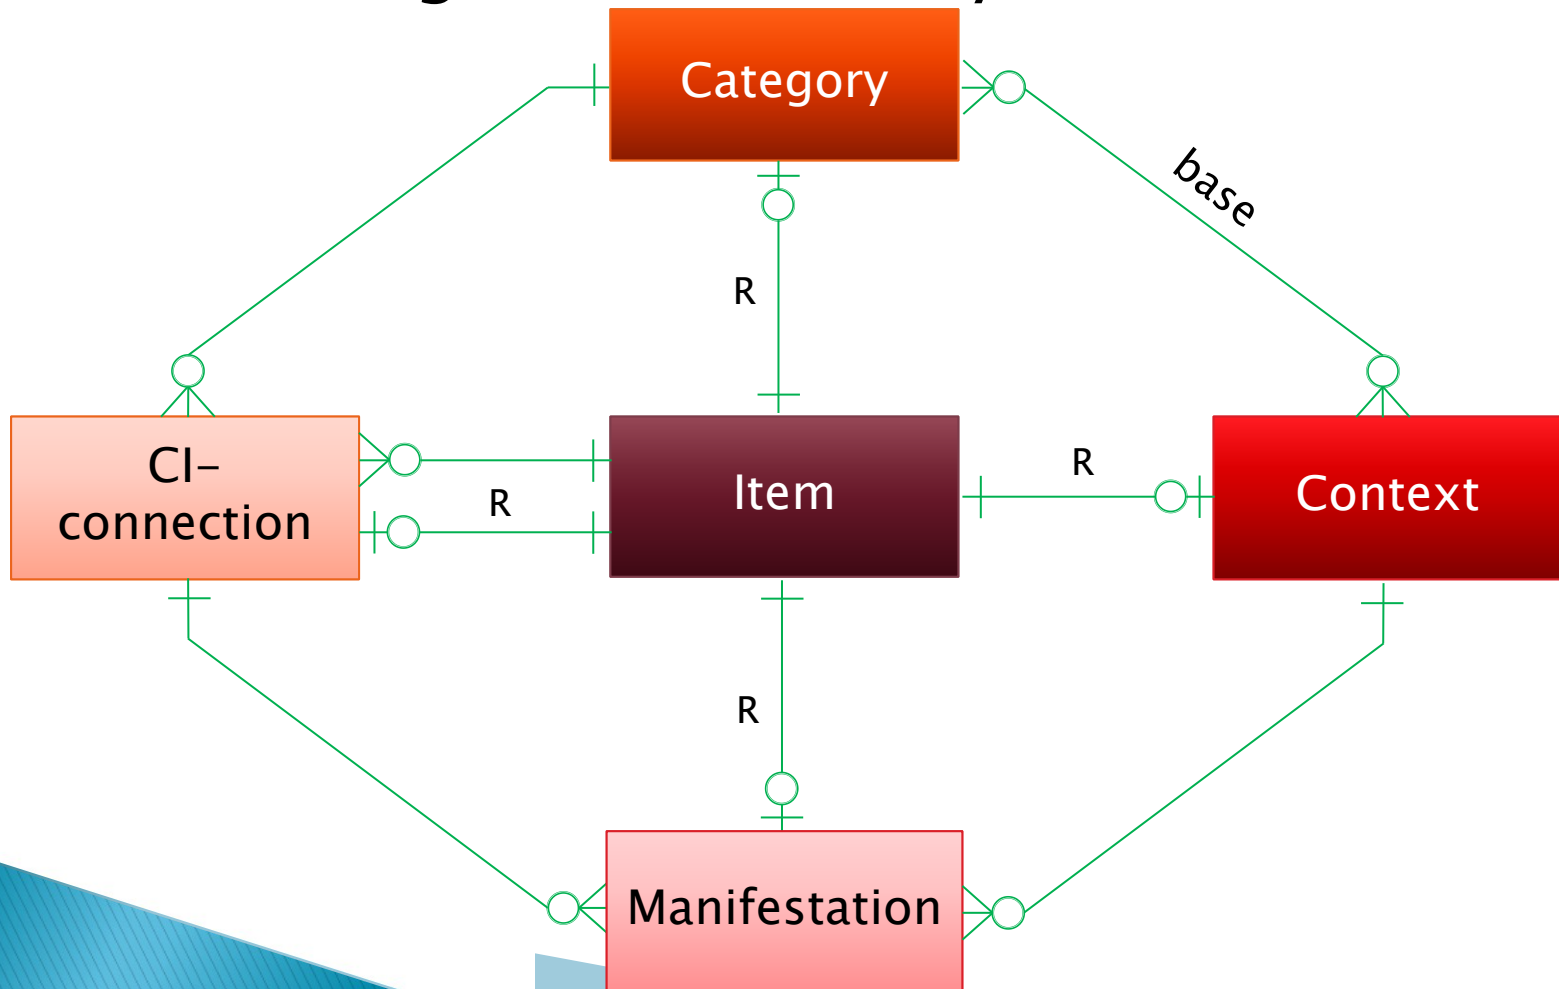 Category
base
R
CI-
connection
R
Item
R
Context
R
Manifestation